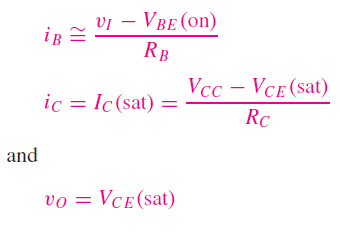 i_B ≅ (v_I − V_BE(on)) / R_B
i_C = I_C(sat) = (V_CC − V_CE(sat)) / R_C
and
v_O = V_CE(sat)